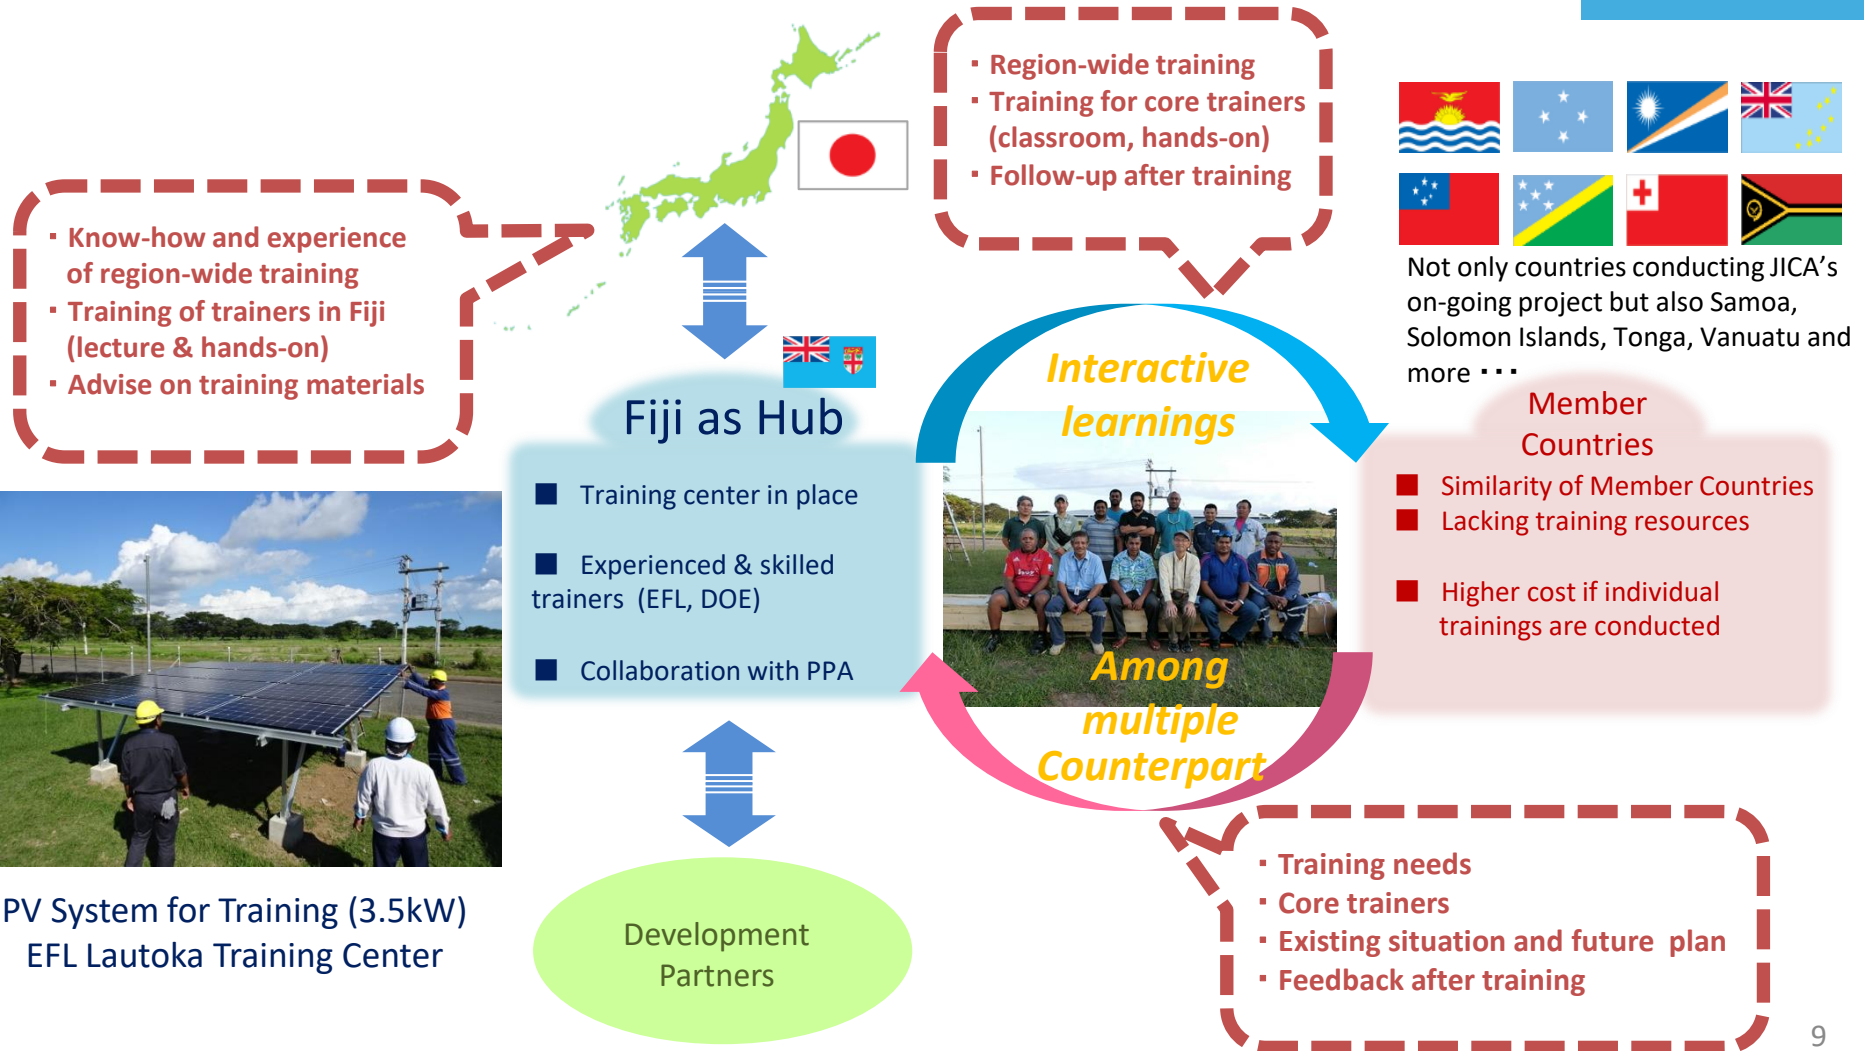 · Know-how and experience
of region-wide training
· Training of trainers in Fiji
(lecture & hands-on)
· Advise on training materials
· Region-wide training
· Training for core trainers
(classroom, hands-on)
· Follow-up after training
Not only countries conducting JICA’s
on-going project but also Samoa,
Solomon Islands, Tonga, Vanuatu and
more ･･･
Fiji as Hub
■ Training center in place
■ Experienced & skilled
trainers (EFL, DOE)
■ Collaboration with PPA
Interactive
learnings
Among
multiple
Counterpart
Member
Countries
■ Similarity of Member Countries
■ Lacking training resources
■ Higher cost if individual
trainings are conducted
PV System for Training (3.5kW)
EFL Lautoka Training Center
Development
Partners
· Training needs
· Core trainers
· Existing situation and future plan
· Feedback after training
9